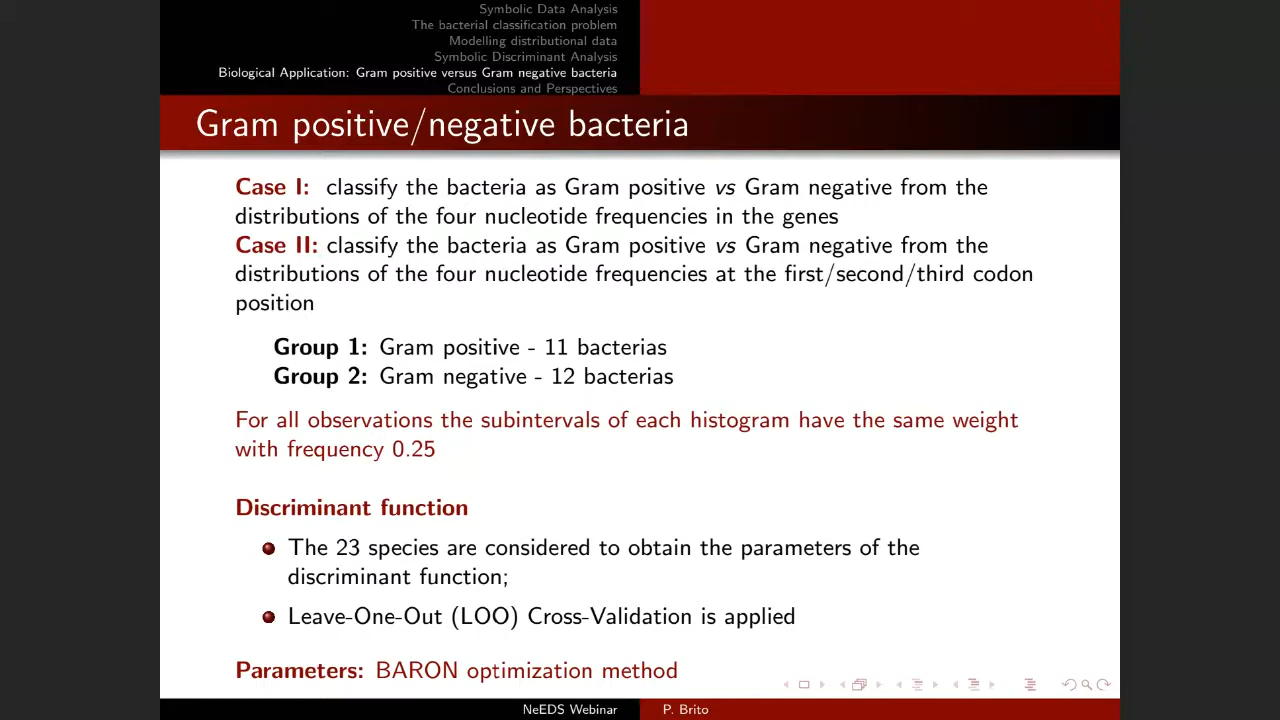 Symbolic Data Analysis
The bacterial classification problem
Modelling distributional data
Symbolic Discriminant Analysis
Biological Application: Gram positive versus Gram negative bacteria
Conclusions and Perspectives
Gram positive/negative bacteria
Case I: classify the bacteria as Gram positive vs Gram negative from the
distributions of the four nucleotide frequencies in the genes
Case II: classify the bacteria as Gram positive vs Gram negative from the
distributions of the four nucleotide frequencies at the first/second/third codon
position
Group 1: Gram positive - 11 bacterias
Group 2: Gram negative - 12 bacterias
For all observations the subintervals of each histogram have the same weight
with frequency 0.25
Discriminant function
The 23 species are considered to obtain the parameters of the
discriminant function;
Leave-One-Out (LOO) Cross-Validation is applied
Parameters: BARON optimization method
NeEDS Webinar P. Brito